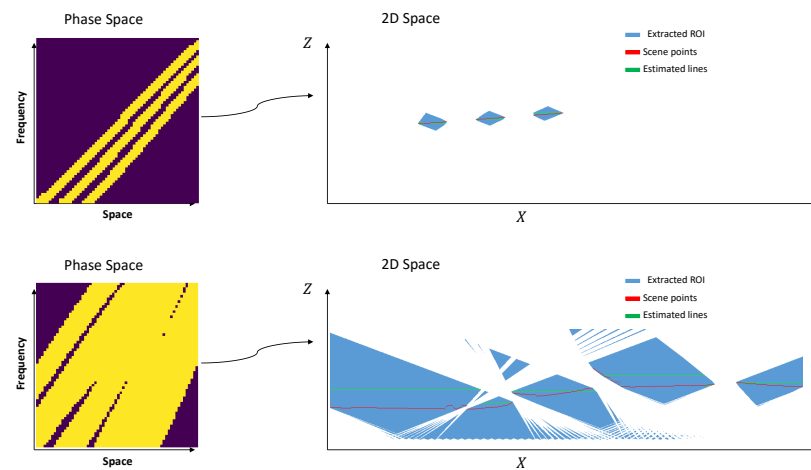 Phase Space
2D Space
Z
Extracted ROI
Scene points
Estimated lines
Frequency
Space
X
Phase Space
2D Space
Z
Extracted ROI
Scene points
Estimated lines
Frequency
Space
X